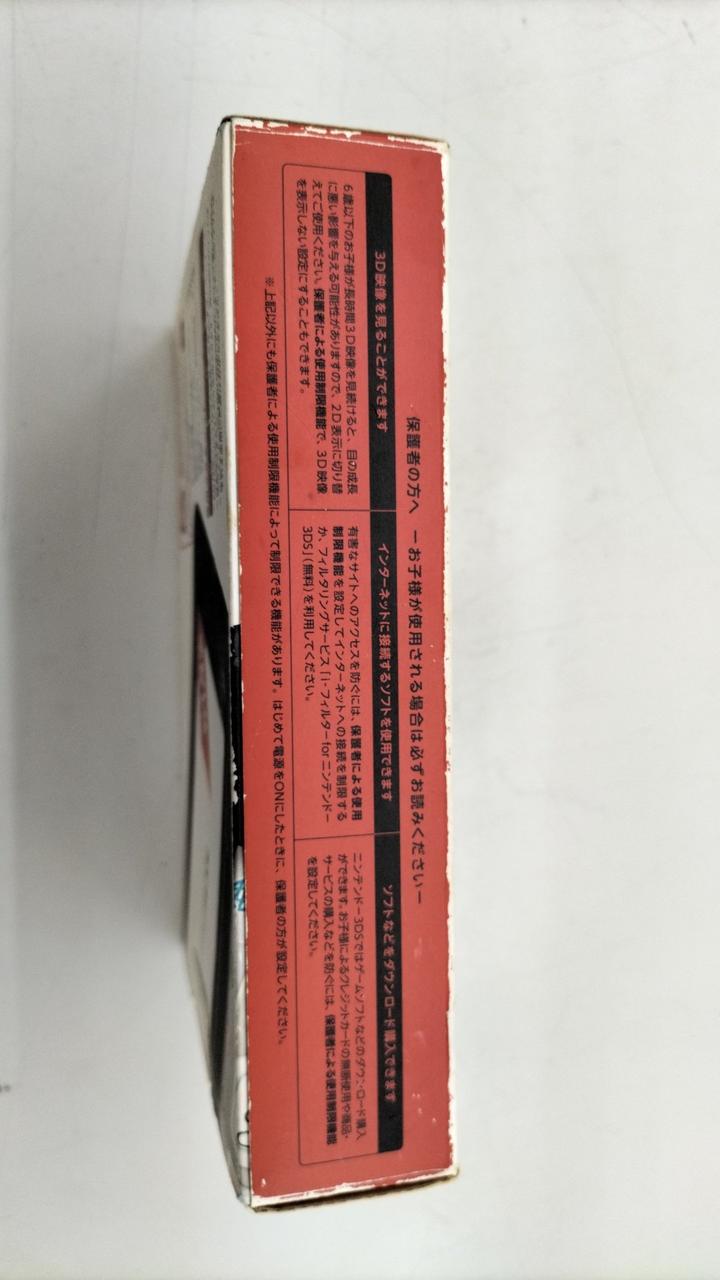 保護者の方へ －お子様が使用される場合は必ずお読みください－
3D映像を見ることができます
6歳以下のお子様が長時間3D映像を見続けると、目の成長
に悪い影響を与える可能性がありますので、2D表示に切り替
えてご使用ください。保護者による使用制限機能で、3D映像
を表示しない設定にすることもできます。
インターネットに接続するソフトを使用できます
有害なサイトへのアクセスを防ぐには、保護者による使用
制限機能を設定してインターネットへの接続を制限する
か、フィルタリングサービス「i-フィルター for ニンテンドー
3DS」（無料）を利用してください。
ソフトなどをダウンロード購入できます
ニンテンドー3DSではゲームソフトなどのダウンロード購入
ができます。お子様によるクレジットカードの無断使用や商品・
サービスの購入などを防ぐには、保護者による使用制限機能
を設定してください。
※上記以外にも保護者による使用制限機能によって制限できる機能があります。はじめて電源をONにしたときに、保護者の方が設定してください。